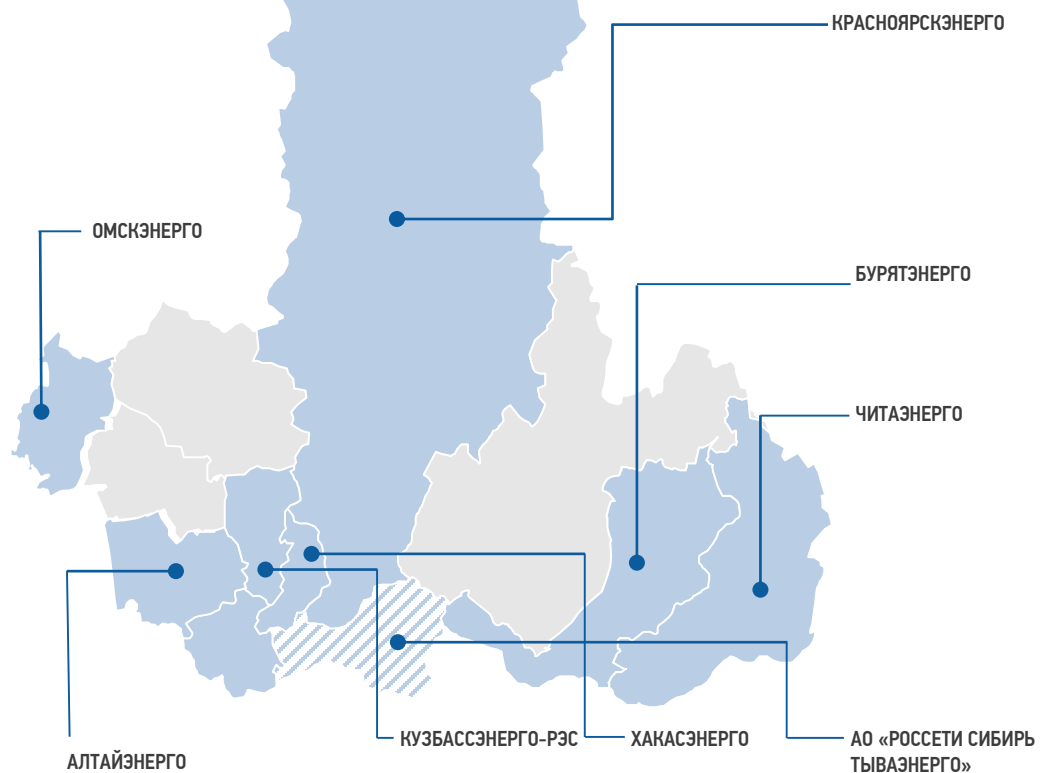 КРАСНОЯРСКЭНЕРГО
ОМСКЭНЕРГО
БУРЯТЭНЕРГО
ЧИТАЭНЕРГО
КУЗБАССЭНЕРГО-РЭС
ХАКАСЭНЕРГО
АО «РОССЕТИ СИБИРЬ
ТЫВАЭНЕРГО»
АЛТАЙЭНЕРГО